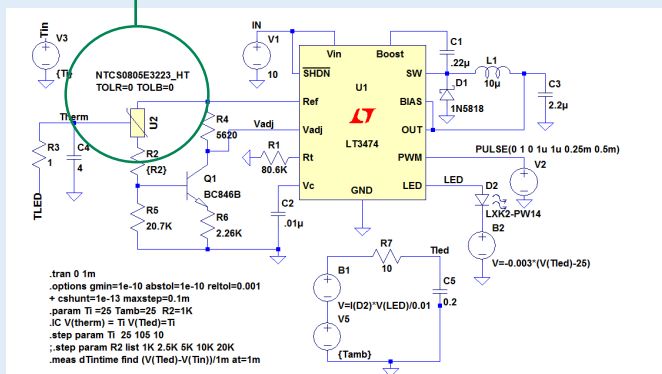 Tin
V3
{Ti
NTCS0805E3223_HT
TOLR=0 TOLB=0
Therm
U2
R3
1
C4
4
TLED
R2
{R2}
R5
20.7K
Q1
BC846B
R6
2.26K
R4
5620
Vadj
IN
V1
10
R1
80.6K
C2
.01µ
Vin
Boost
SHDN
SW
U1
Ref
BIAS
Vadj
OUT
LT3474
Rt
PWM
Vc
LED
GND
C1
.22µ
L1
10µ
D1
1N5818
C3
2.2µ
PULSE(0 1 0 1u 1u 0.25m 0.5m)
V2
LED
D2
LXK2-PW14
B2
V=-0.003*(V(Tled)-25)
R7
10
Tled
B1
V=I(D2)*V(LED)/0.01
C5
0.2
V5
{Tamb}
.tran 0 1m
.options gmin=1e-10 abstol=1e-10 reltol=0.001
+ cshunt=1e-13 maxstep=0.1m
.param Ti =25 Tamb=25 R2=1K
.IC V(therm) = Ti V(Tled)=Ti
.step param Ti 25 105 10
;.step param R2 list 1K 2.5K 5K 10K 20K
.meas dTintime find (V(Tled)-V(Tin))/1m at=1m